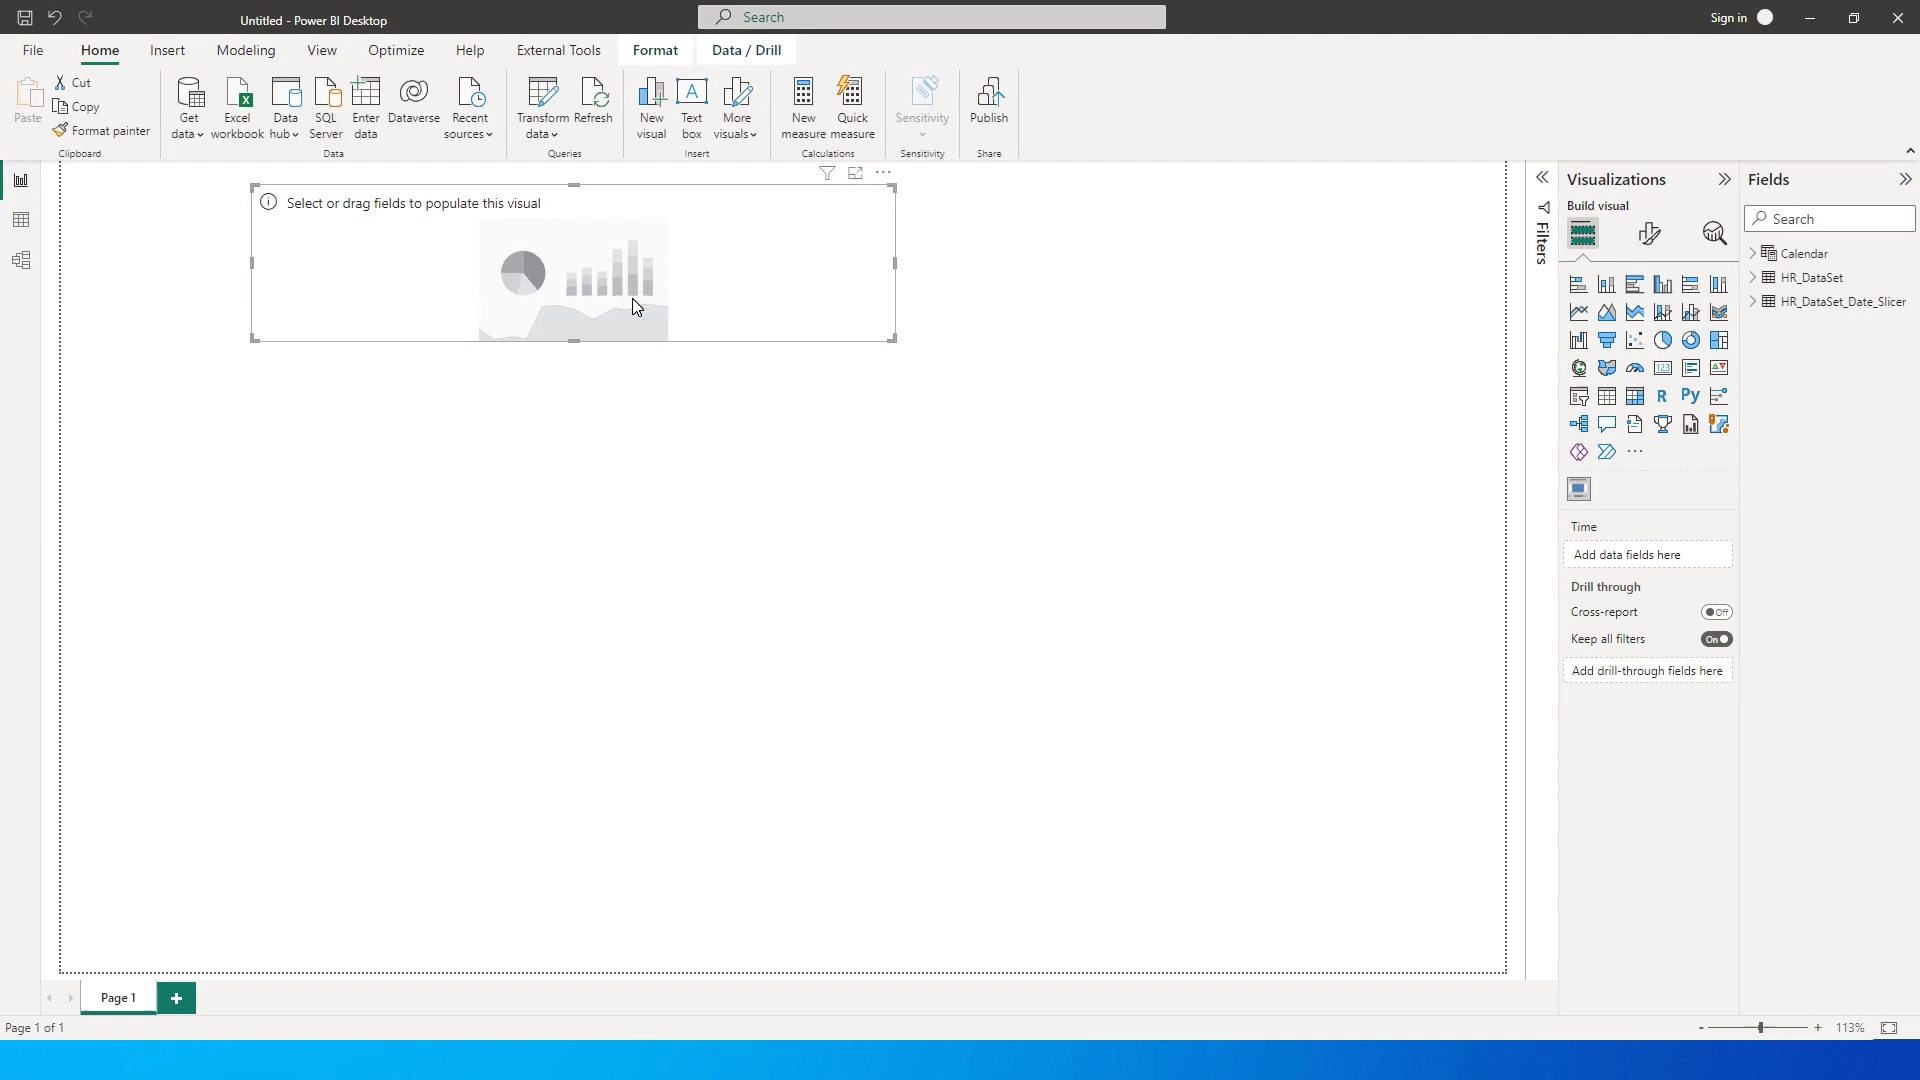 Untitled - Power BI Desktop
Search
Sign in
File Home Insert Modeling View Optimize Help External Tools Format Data / Drill
Paste
Cut
Copy
Format painter
Clipboard
Get data
Excel workbook
Data hub
SQL Server
Enter data
Dataverse
Recent sources
Data
Transform data
Refresh
Queries
New visual
A
Text box
More visuals
Insert
New measure
Quick measure
Calculations
Sensitivity
Sensitivity
Publish
Share
Select or drag fields to populate this visual
Filters
Visualizations
Build visual
123
R
Py
Time
Add data fields here
Drill through
Cross-report
Off
Keep all filters
On
Add drill-through fields here
Fields
Search
Calendar
HR_DataSet
HR_DataSet_Date_Slicer
Page 1
Page 1 of 1
- + 113%